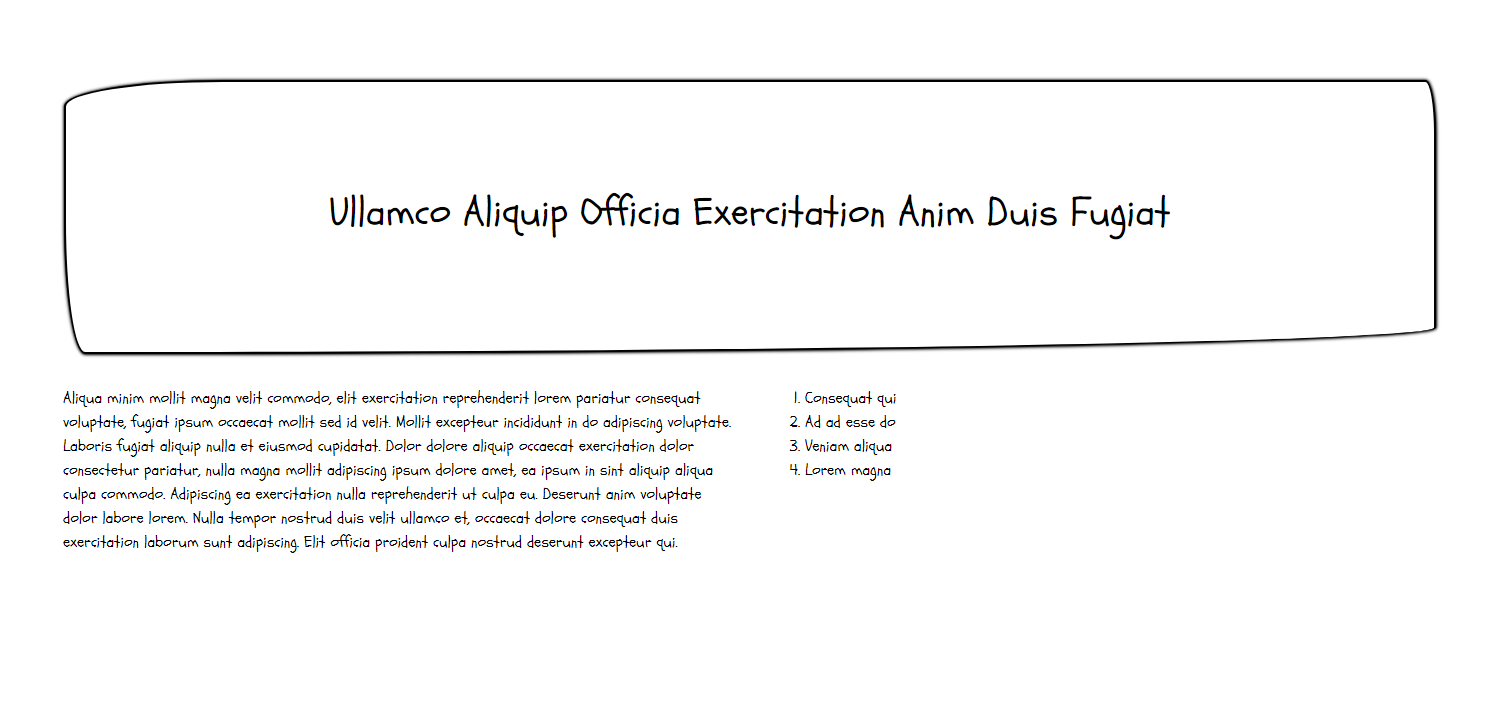 Ullamco Aliquip Officia Exercitation Anim Duis Fugiat
Aliqua minim mollit magna velit commodo, elit exercitation reprehenderit lorem pariatur consequat
voluptate, fugiat ipsum occaecat mollit sed id velit. Mollit excepteur incididunt in do adipiscing voluptate.
Laboris fugiat aliquip nulla et eiusmod cupidatat. Dolor dolore aliquip occaecat exercitation dolor
consectetur pariatur, nulla magna mollit adipiscing ipsum dolore amet, ea ipsum in sint aliquip aliqua
culpa commodo. Adipiscing ea exercitation nulla reprehenderit ut culpa eu. Deserunt anim voluptate
dolor labore lorem. Nulla tempor nostrud duis velit ullamco et, occaecat dolore consequat duis
exercitation laborum sunt adipiscing. Elit officia proident culpa nostrud deserunt excepteur qui.
1. Consequat qui
2. Ad ad esse do
3. Veniam aliqua
4. Lorem magna